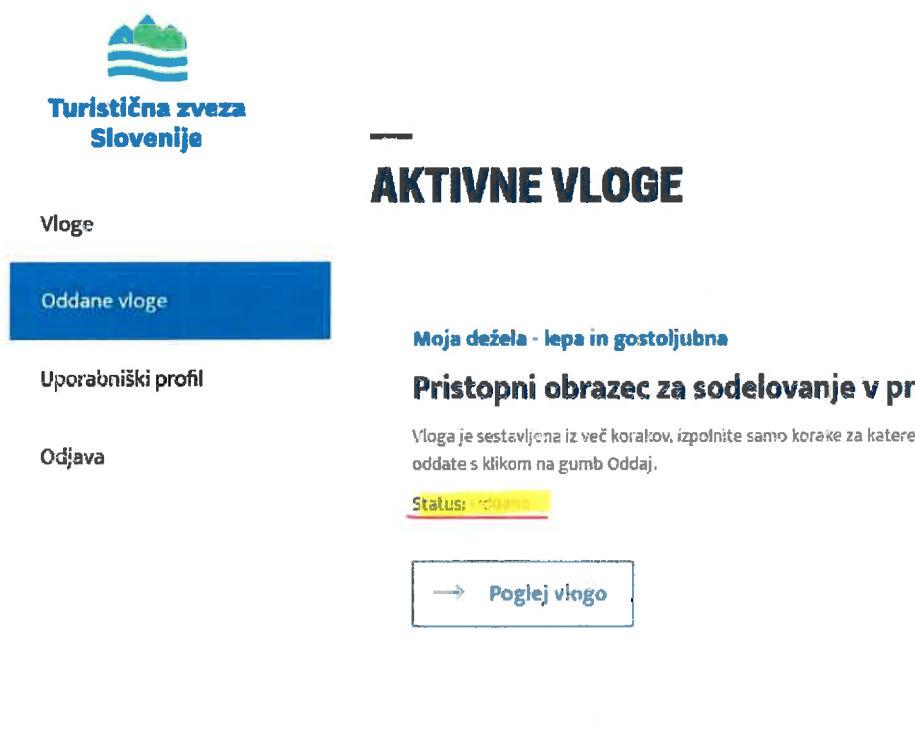 Turistična zveza
Slovenije
Vloge
Oddane vloge
Uporabniški profil
Odjava
AKTIVNE VLOGE
Moja dežela - lepa in gostoljubna
Pristopni obrazec za sodelovanje v pr
Vloga je sestavljena iz več korakov, izpolnite samo korake za katere
oddate s klikom na gumb Oddaj.
Status: Oddana
→ Poglej vlogo